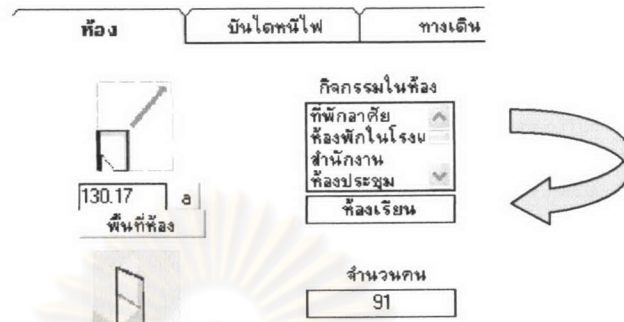 ห้อง
บันไดหนีไฟ
ทางเดิน
กิจกรรมในห้อง
ที่พักอาศัย
ห้องพักในโรงแ
สำนักงาน
ห้องประชุม
ห้องเรียน
130.17 a
พื้นที่ห้อง
จำนวนคน
91